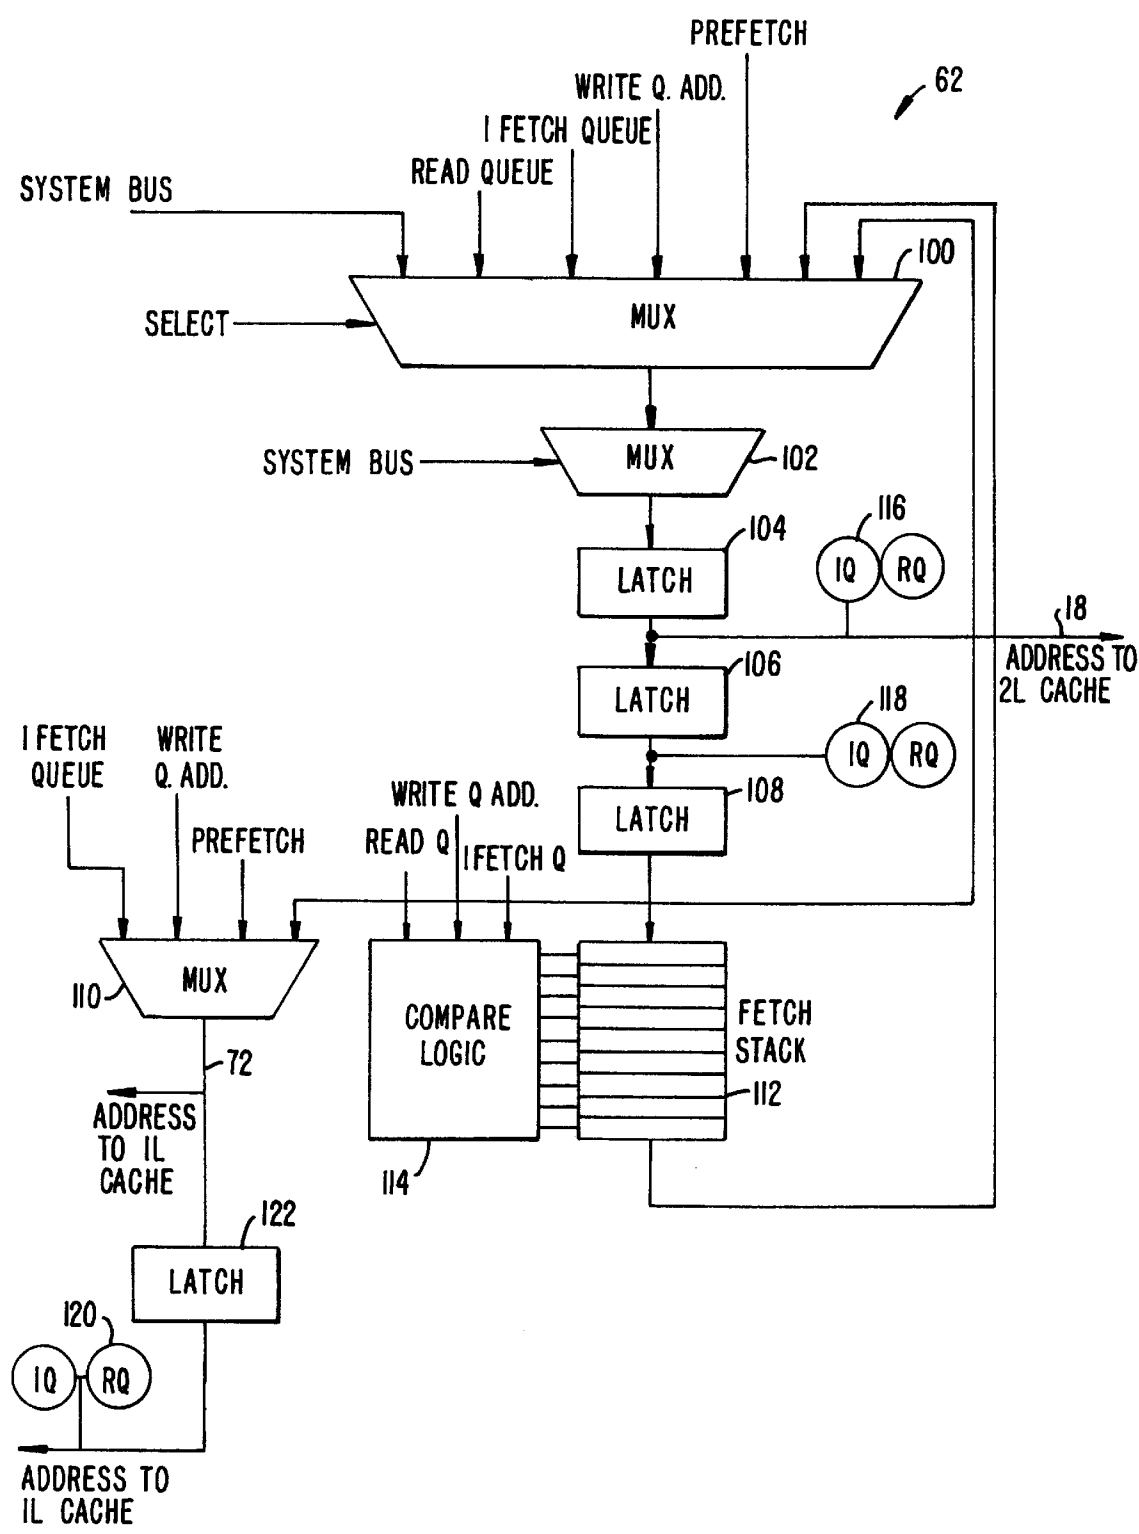 PREFETCH
62
WRITE Q. ADD.
I FETCH QUEUE
READ QUEUE
SYSTEM BUS
100
MUX
SELECT
MUX
102
SYSTEM BUS
104
LATCH
116
IQ
RQ
18
ADDRESS TO
2L CACHE
106
LATCH
118
IQ
RQ
108
LATCH
I FETCH
QUEUE
WRITE
Q. ADD.
PREFETCH
WRITE Q ADD.
READ Q
I FETCH Q
MUX
110
72
ADDRESS
TO 1L
CACHE
COMPARE
LOGIC
114
FETCH
STACK
112
122
LATCH
120
IQ
RQ
ADDRESS TO
1L CACHE